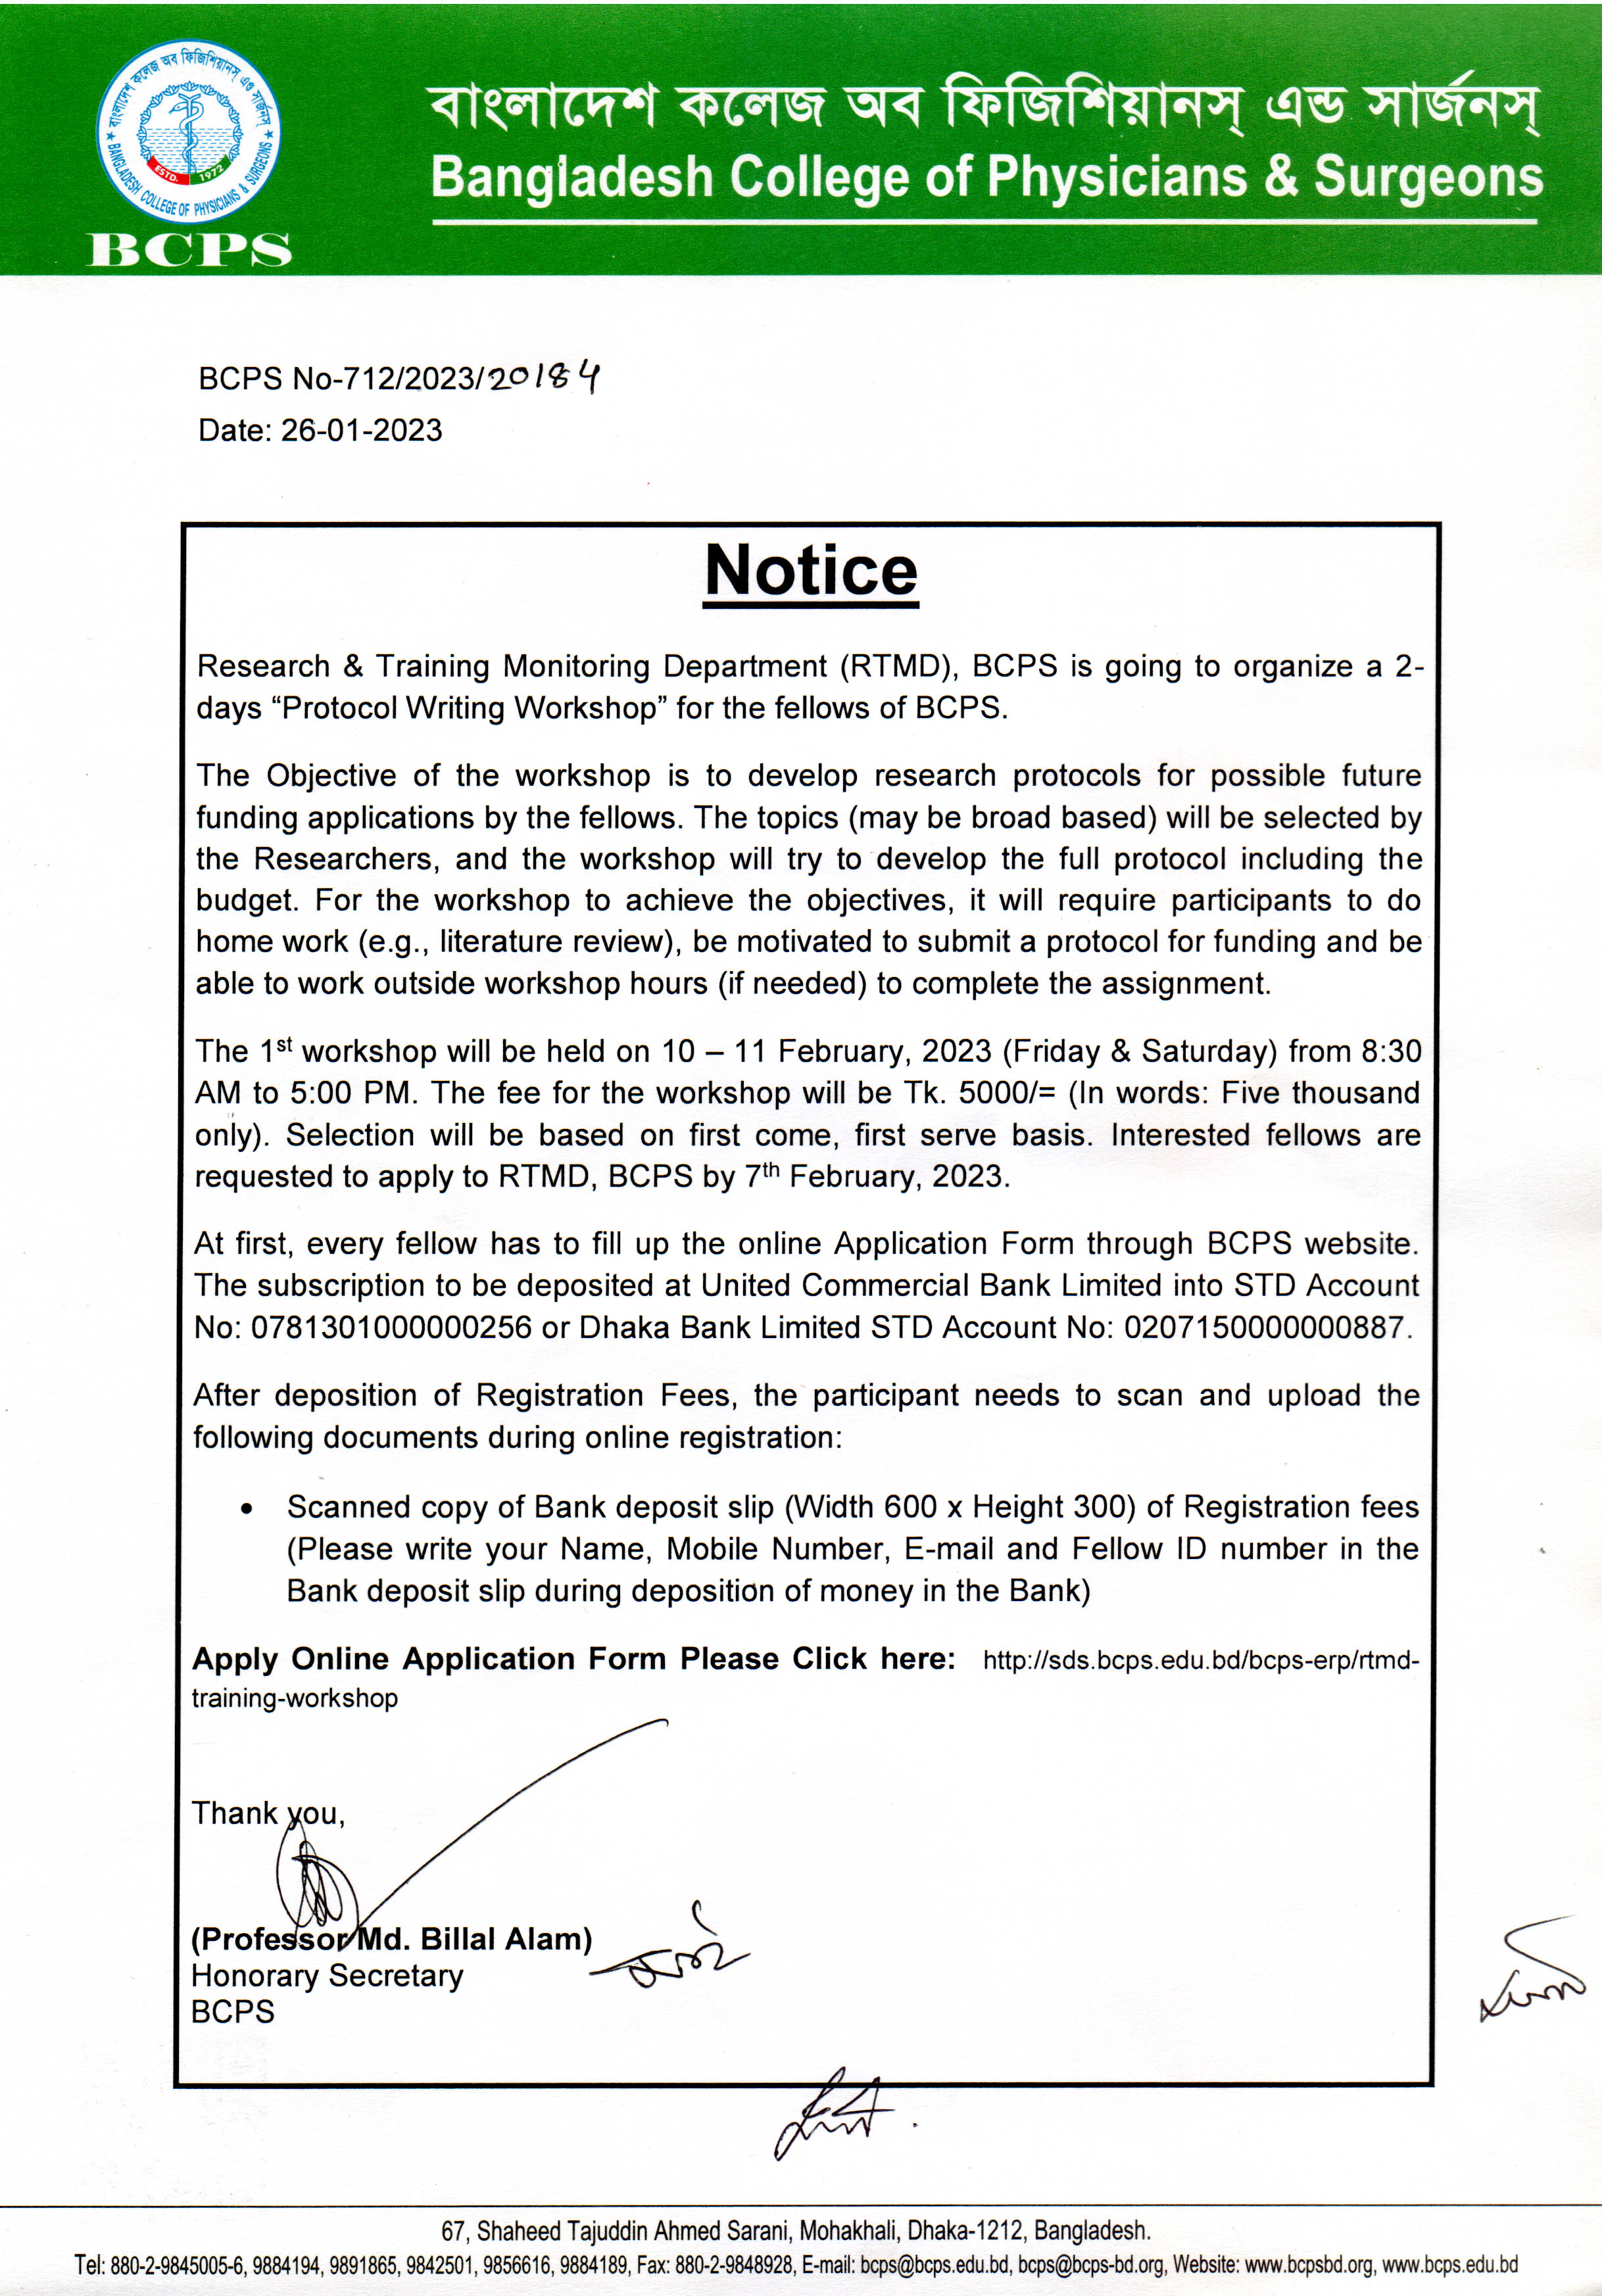 বাংলাদেশ কলেজ অব ফিজিশিয়ানস্ এন্ড সার্জনস্
Bangladesh College of Physicians & Surgeons
বাংলাদেশ কলেজ অব ফিজিশিয়ানস্ এণ্ড সার্জনস্
BANGLADESH COLLEGE OF PHYSICIANS & SURGEONS
ESTD. 1972
BCPS
BCPS No-712/2023/20184
Date: 26-01-2023
Notice
Research & Training Monitoring Department (RTMD), BCPS is going to organize a 2-
days “Protocol Writing Workshop” for the fellows of BCPS.
The Objective of the workshop is to develop research protocols for possible future
funding applications by the fellows. The topics (may be broad based) will be selected by
the Researchers, and the workshop will try to develop the full protocol including the
budget. For the workshop to achieve the objectives, it will require participants to do
home work (e.g., literature review), be motivated to submit a protocol for funding and be
able to work outside workshop hours (if needed) to complete the assignment.
The 1st workshop will be held on 10 – 11 February, 2023 (Friday & Saturday) from 8:30
AM to 5:00 PM. The fee for the workshop will be Tk. 5000/= (In words: Five thousand
only). Selection will be based on first come, first serve basis. Interested fellows are
requested to apply to RTMD, BCPS by 7th February, 2023.
At first, every fellow has to fill up the online Application Form through BCPS website.
The subscription to be deposited at United Commercial Bank Limited into STD Account
No: 0781301000000256 or Dhaka Bank Limited STD Account No: 0207150000000887.
After deposition of Registration Fees, the participant needs to scan and upload the
following documents during online registration:
• Scanned copy of Bank deposit slip (Width 600 x Height 300) of Registration fees
(Please write your Name, Mobile Number, E-mail and Fellow ID number in the
Bank deposit slip during deposition of money in the Bank)
Apply Online Application Form Please Click here: http://sds.bcps.edu.bd/bcps-erp/rtmd-
training-workshop
Thank you,
(Professor Md. Billal Alam)
Honorary Secretary
BCPS
67, Shaheed Tajuddin Ahmed Sarani, Mohakhali, Dhaka-1212, Bangladesh.
Tel: 880-2-9845005-6, 9884194, 9891865, 9842501, 9856616, 9884189, Fax: 880-2-9848928, E-mail: bcps@bcps.edu.bd, bcps@bcps-bd.org, Website: www.bcpsbd.org, www.bcps.edu.bd